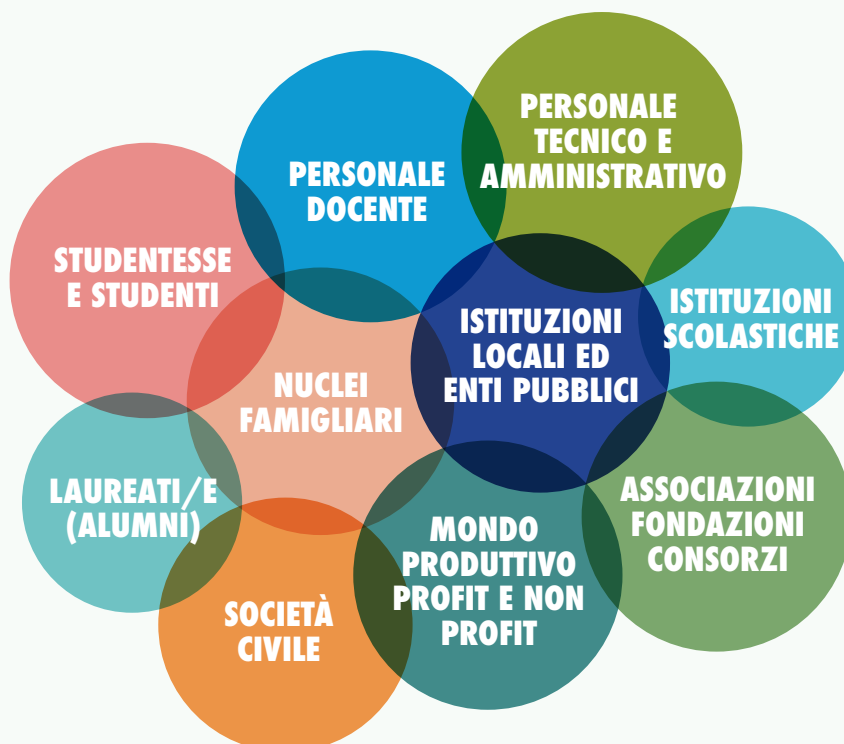 PERSONALE
TECNICO E
AMMINISTRATIVO
PERSONALE
DOCENTE
STUDENTESSE
E STUDENTI
ISTITUZIONI
SCOLASTICHE
ISTITUZIONI
LOCALI ED
ENTI PUBBLICI
NUCLEI
FAMIGLIARI
LAUREATI/E
(ALUMNI)
ASSOCIAZIONI
FONDAZIONI
CONSORZI
MONDO
PRODUTTIVO
PROFIT E NON
PROFIT
SOCIETÀ
CIVILE